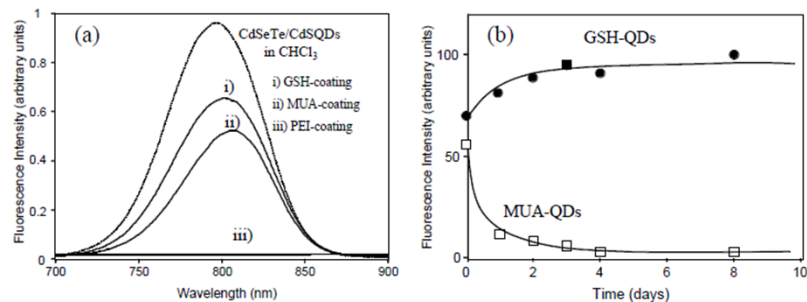 (a)
CdSeTe/CdSQDs
in CHCl3
i) GSH-coating
ii) MUA-coating
iii) PEI-coating
i)
ii)
iii)
Fluorescence Intensity (arbitrary units)
1
0.8
0.6
0.4
0.2
0
700 750 800 850 900
Wavelength (nm)
(b)
GSH-QDs
MUA-QDs
Fluorescence Intensity (arbitrary units)
100
50
0
0 2 4 6 8 10
Time (days)